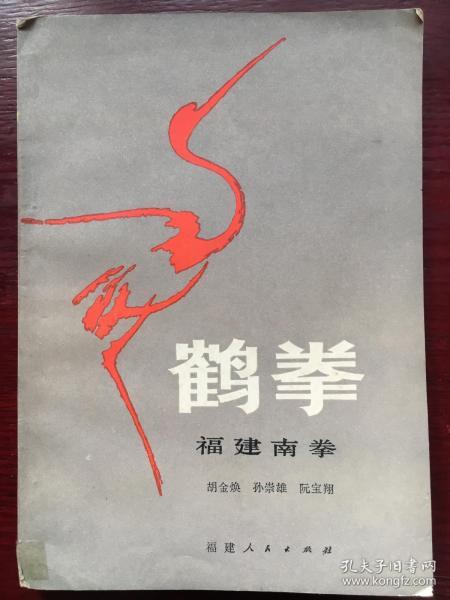 鹤拳
福建南拳
胡金焕 孙崇雄 阮宝翔
福建人民出版社
孔夫子旧书网
www.kongfz.com